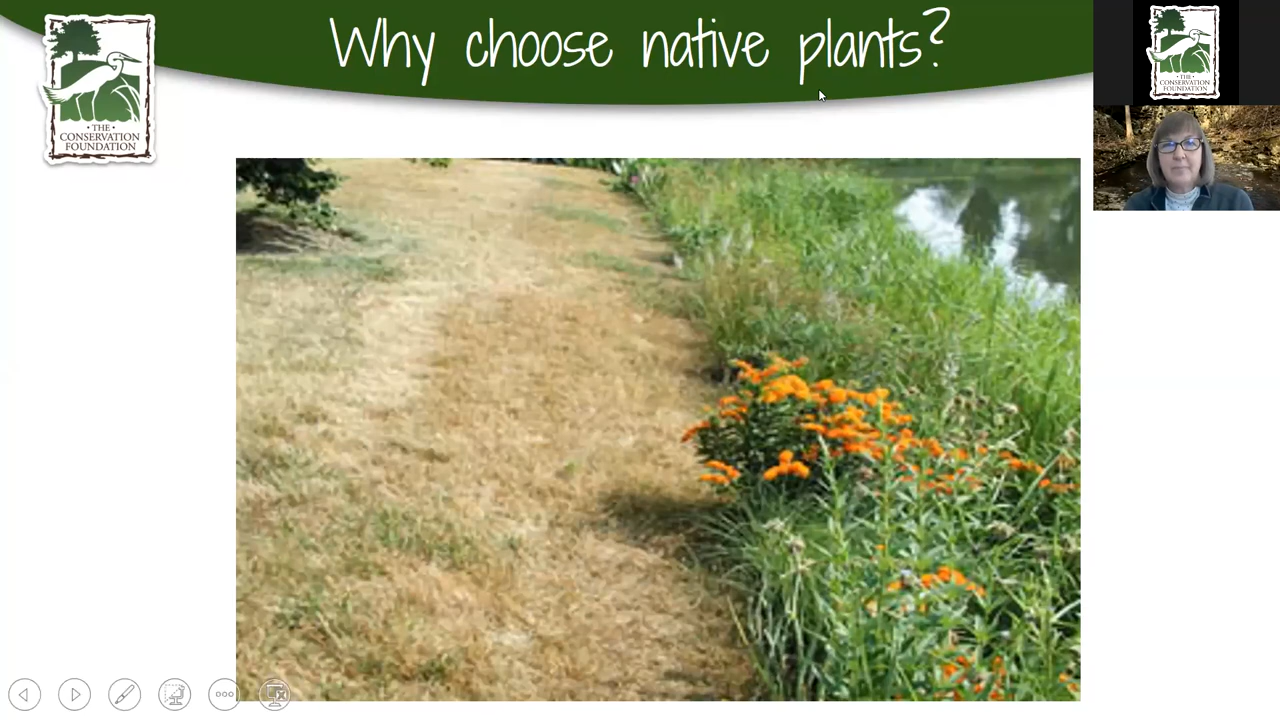 Why choose native plants?
• THE •
CONSERVATION
FOUNDATION
• THE •
CONSERVATION
FOUNDATION